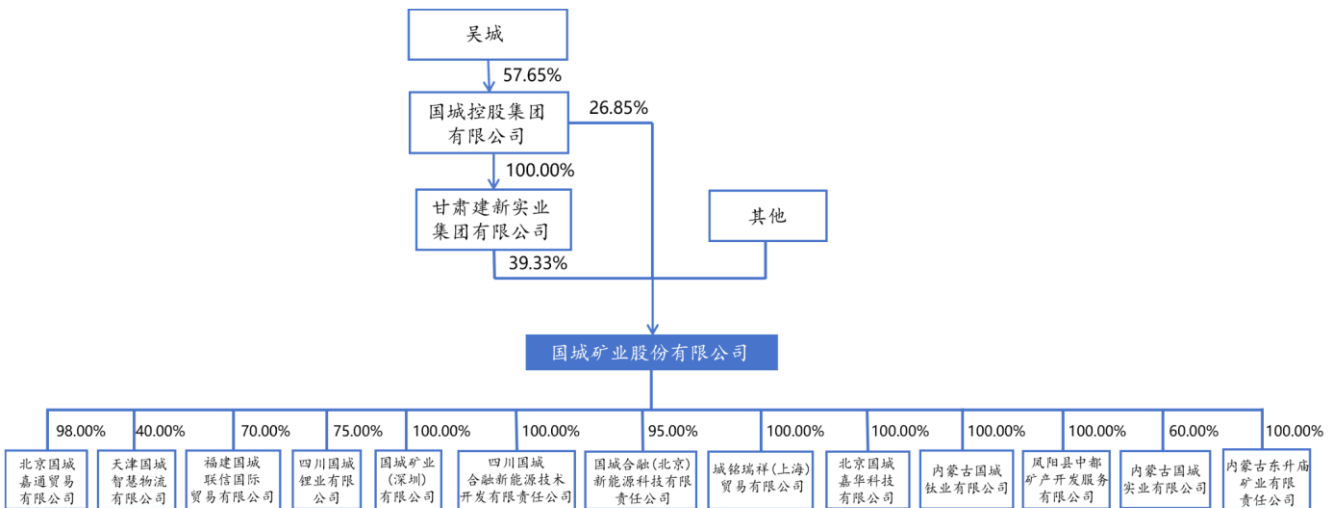 吴城
57.65%
国城控股集团
有限公司
26.85%
100.00%
甘肃建新实业
集团有限公司
其他
39.33%
国城矿业股份有限公司
98.00%
40.00%
70.00%
75.00%
100.00%
100.00%
95.00%
100.00%
100.00%
100.00%
100.00%
60.00%
100.00%
北京国城
嘉通贸易
有限公司
天津国城
智慧物流
有限公司
福建国城
联信国际
贸易有限公司
四川国城
锂业有限公
司
国城矿业
(深圳)
有限公司
四川国城
合融新能源技术
开发有限责任公司
国城合融(北京)
新能源科技有限
责任公司
城铭瑞祥(上海)
贸易有限公司
北京国城
嘉华科技
有限公司
内蒙古国城
钛业有限公司
凤阳县中都
矿产开发服务
有限公司
内蒙古国城
实业有限公司
内蒙古东升庙
矿业有限
责任公司